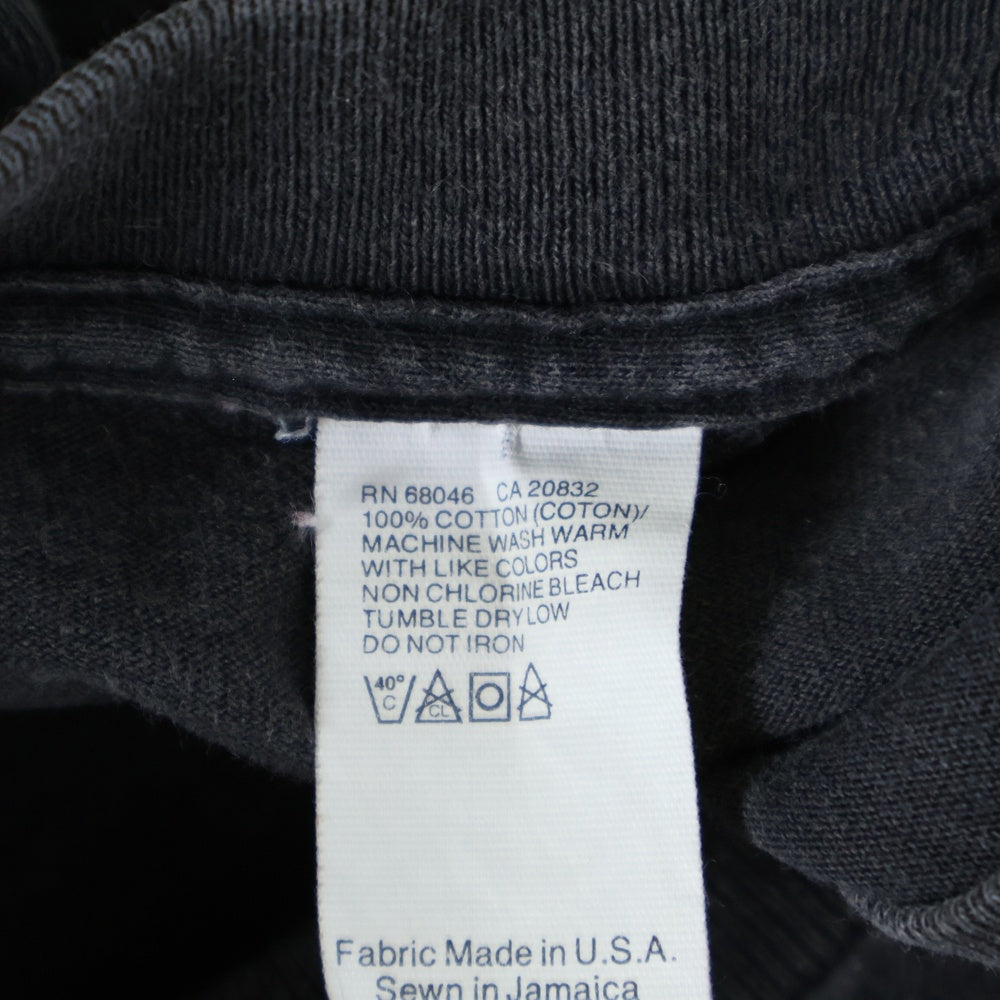 RN 68046 CA 20832
100% COTTON (COTON)/
MACHINE WASH WARM
WITH LIKE COLORS
NON CHLORINE BLEACH
TUMBLE DRY LOW
DO NOT IRON
40°
C CL
Fabric Made in U.S.A.
Sewn in Jamaica